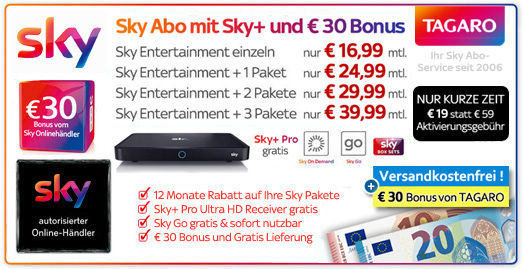 sky
Sky Abo mit Sky+ und € 30 Bonus
TAGARO
Ihr Sky Abo-
Service seit 2006
Sky Entertainment einzeln nur € 16,99 mtl.
Sky Entertainment + 1 Paket nur € 24,99 mtl.
Sky Entertainment + 2 Pakete nur € 29,99 mtl.
Sky Entertainment + 3 Pakete nur € 39,99 mtl.
€30
Bonus vom
Sky Onlinehändler
NUR KURZE ZEIT
€ 19 statt € 59
Aktivierungsgebühr
sky
Sky+ Pro
gratis
Sky On Demand
go
Sky Go
sky
BOX SETS
sky
autorisierter
Online-Händler
12 Monate Rabatt auf Ihre Sky Pakete
Sky+ Pro Ultra HD Receiver gratis
Sky Go gratis & sofort nutzbar
€ 30 Bonus und Gratis Lieferung
Versandkostenfrei !
+ € 30 Bonus von TAGARO
20